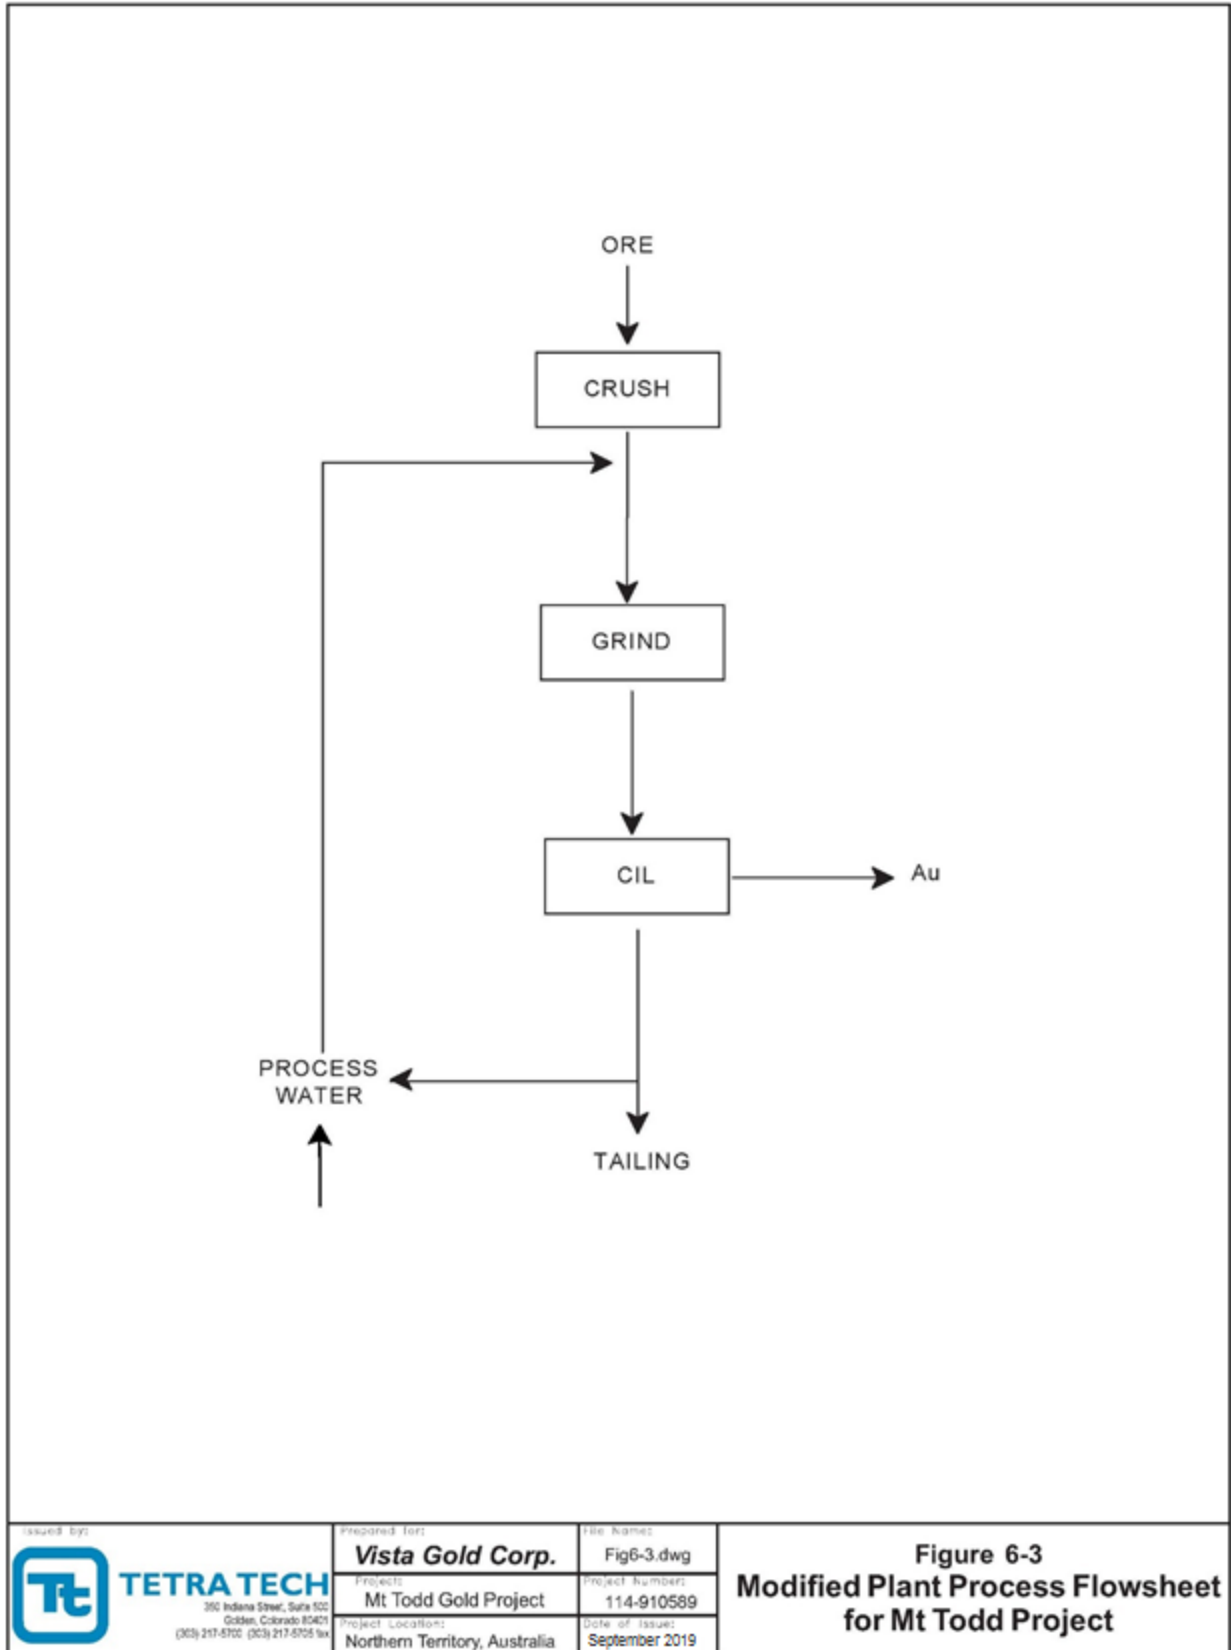 ORE
CRUSH
GRIND
CIL
Au
PROCESS
WATER
TAILING
Issued by:
Tt
TETRA TECH
350 Indiana Street, Suite 500
Golden, Colorado 80401
(303) 217-5700 (303) 217-5705 fax
Prepared for:
Vista Gold Corp.
Project:
Mt Todd Gold Project
Project Location:
Northern Territory, Australia
File Name:
Fig6-3.dwg
Project Number:
114-910589
Date of Issue:
September 2019
Figure 6-3
Modified Plant Process Flowsheet
for Mt Todd Project